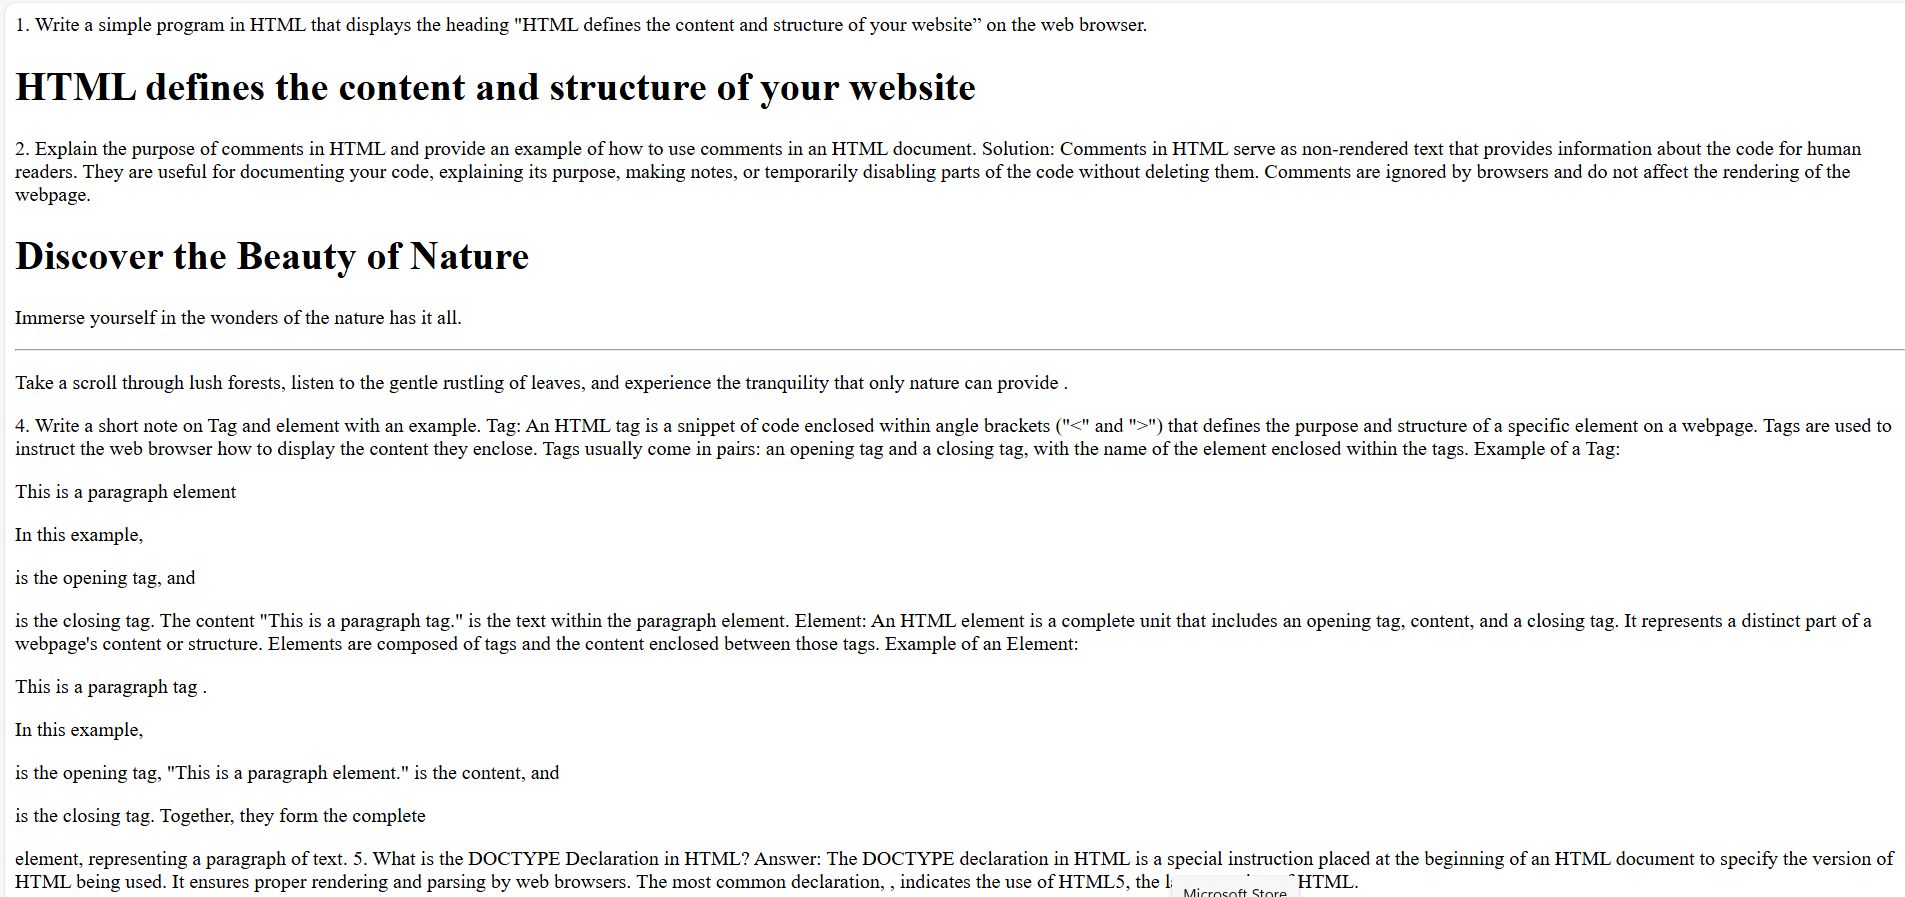 1. Write a simple program in HTML that displays the heading "HTML defines the content and structure of your website” on the web browser.
HTML defines the content and structure of your website
2. Explain the purpose of comments in HTML and provide an example of how to use comments in an HTML document. Solution: Comments in HTML serve as non-rendered text that provides information about the code for human
readers. They are useful for documenting your code, explaining its purpose, making notes, or temporarily disabling parts of the code without deleting them. Comments are ignored by browsers and do not affect the rendering of the
webpage.
Discover the Beauty of Nature
Immerse yourself in the wonders of the nature has it all.
Take a scroll through lush forests, listen to the gentle rustling of leaves, and experience the tranquility that only nature can provide .
4. Write a short note on Tag and element with an example. Tag: An HTML tag is a snippet of code enclosed within angle brackets ("<" and ">") that defines the purpose and structure of a specific element on a webpage. Tags are used to
instruct the web browser how to display the content they enclose. Tags usually come in pairs: an opening tag and a closing tag, with the name of the element enclosed within the tags. Example of a Tag:
This is a paragraph element
In this example,
is the opening tag, and
is the closing tag. The content "This is a paragraph tag." is the text within the paragraph element. Element: An HTML element is a complete unit that includes an opening tag, content, and a closing tag. It represents a distinct part of a
webpage's content or structure. Elements are composed of tags and the content enclosed between those tags. Example of an Element:
This is a paragraph tag .
In this example,
is the opening tag, "This is a paragraph element." is the content, and
is the closing tag. Together, they form the complete
element, representing a paragraph of text. 5. What is the DOCTYPE Declaration in HTML? Answer: The DOCTYPE declaration in HTML is a special instruction placed at the beginning of an HTML document to specify the version of
HTML being used. It ensures proper rendering and parsing by web browsers. The most common declaration, , indicates the use of HTML5, the HTML.
Microsoft Store